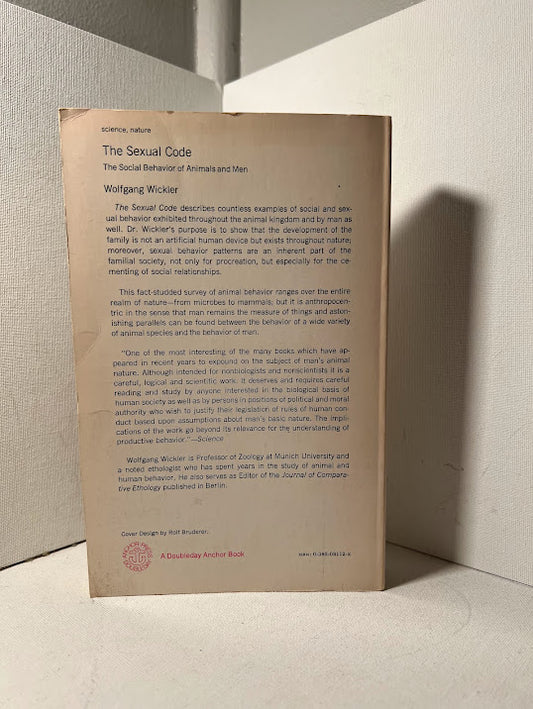 science, nature
The Sexual Code
The Social Behavior of Animals and Men
Wolfgang Wickler
The Sexual Code describes countless examples of social and sex-
ual behavior exhibited throughout the animal kingdom and by man as
well. Dr. Wickler's purpose is to show that the development of the
family is not an artificial human device but exists throughout nature;
moreover, sexual behavior patterns are an inherent part of the
familial society, not only for procreation, but especially for the ce-
menting of social relationships.
This fact-studded survey of animal behavior ranges over the entire
realm of nature—from microbes to mammals; but it is anthropocen-
tric in the sense that man remains the measure of things and aston-
ishing parallels can be found between the behavior of a wide variety
of animal species and the behavior of man.
"One of the most interesting of the many books which have ap-
peared in recent years to expound on the subject of man's animal
nature. Although intended for nonbiologists and nonscientists it is a
careful, logical and scientific work. It deserves and requires careful
reading and study by anyone interested in the biological basis of
human society as well as by persons in positions of political and moral
authority who wish to justify their legislation of rules of human con-
duct based upon assumptions about man's basic nature. The impli-
cations of the work go beyond its relevance for the understanding of
productive behavior."—Science
Wolfgang Wickler is Professor of Zoology at Munich University and
a noted ethologist who has spent years in the study of animal and
human behavior. He also serves as Editor of the Journal of Compara-
tive Ethology published in Berlin.
Cover Design by Rolf Bruderer.
ANCHOR PRESS
DOUBLEDAY
A Doubleday Anchor Book